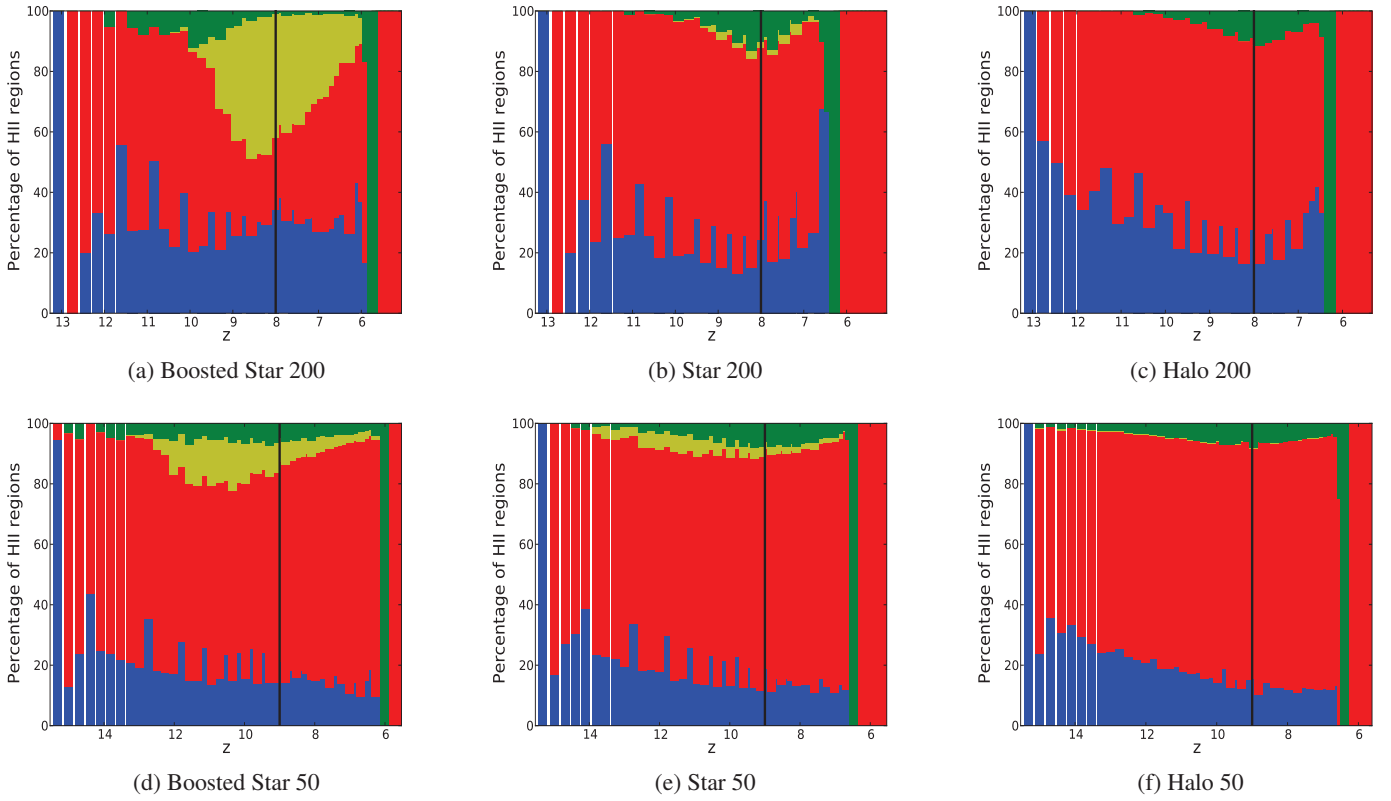 100
80
60
40
20
0
Percentage of HII regions
13 12 11 10 9 8 7 6
z
(a) Boosted Star 200
100
80
60
40
20
0
Percentage of HII regions
13 12 11 10 9 8 7 6
z
(b) Star 200
100
80
60
40
20
0
Percentage of HII regions
13 12 11 10 9 8 7 6
z
(c) Halo 200
100
80
60
40
20
0
Percentage of HII regions
14 12 10 8 6
z
(d) Boosted Star 50
100
80
60
40
20
0
Percentage of HII regions
14 12 10 8 6
z
(e) Star 50
100
80
60
40
20
0
Percentage of HII regions
14 12 10 8 6
z
(f) Halo 50